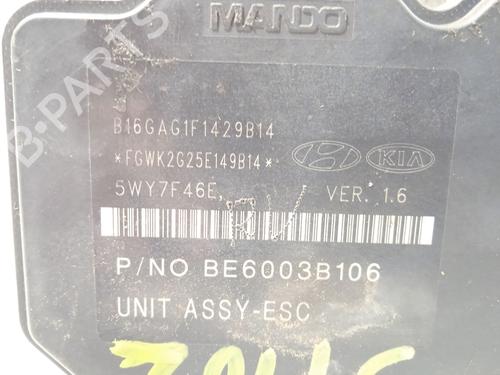 MANDO
B-PARTS
B16GAG1F1429B14
*FGWK2G25E149B14*
KIA
5WY7F46E, VER. 1.6
P/NO BE6003B106
UNIT ASSY-ESC